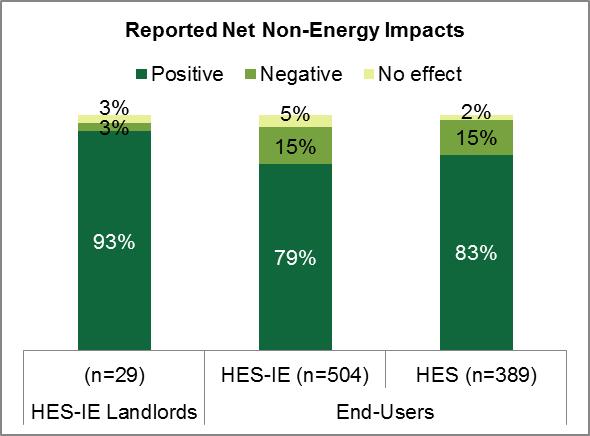 Reported Net Non-Energy Impacts
Positive Negative No effect
3% 5% 2%
3% 15% 15%
93% 79% 83%
(n=29) HES-IE (n=504) HES (n=389)
HES-IE Landlords End-Users